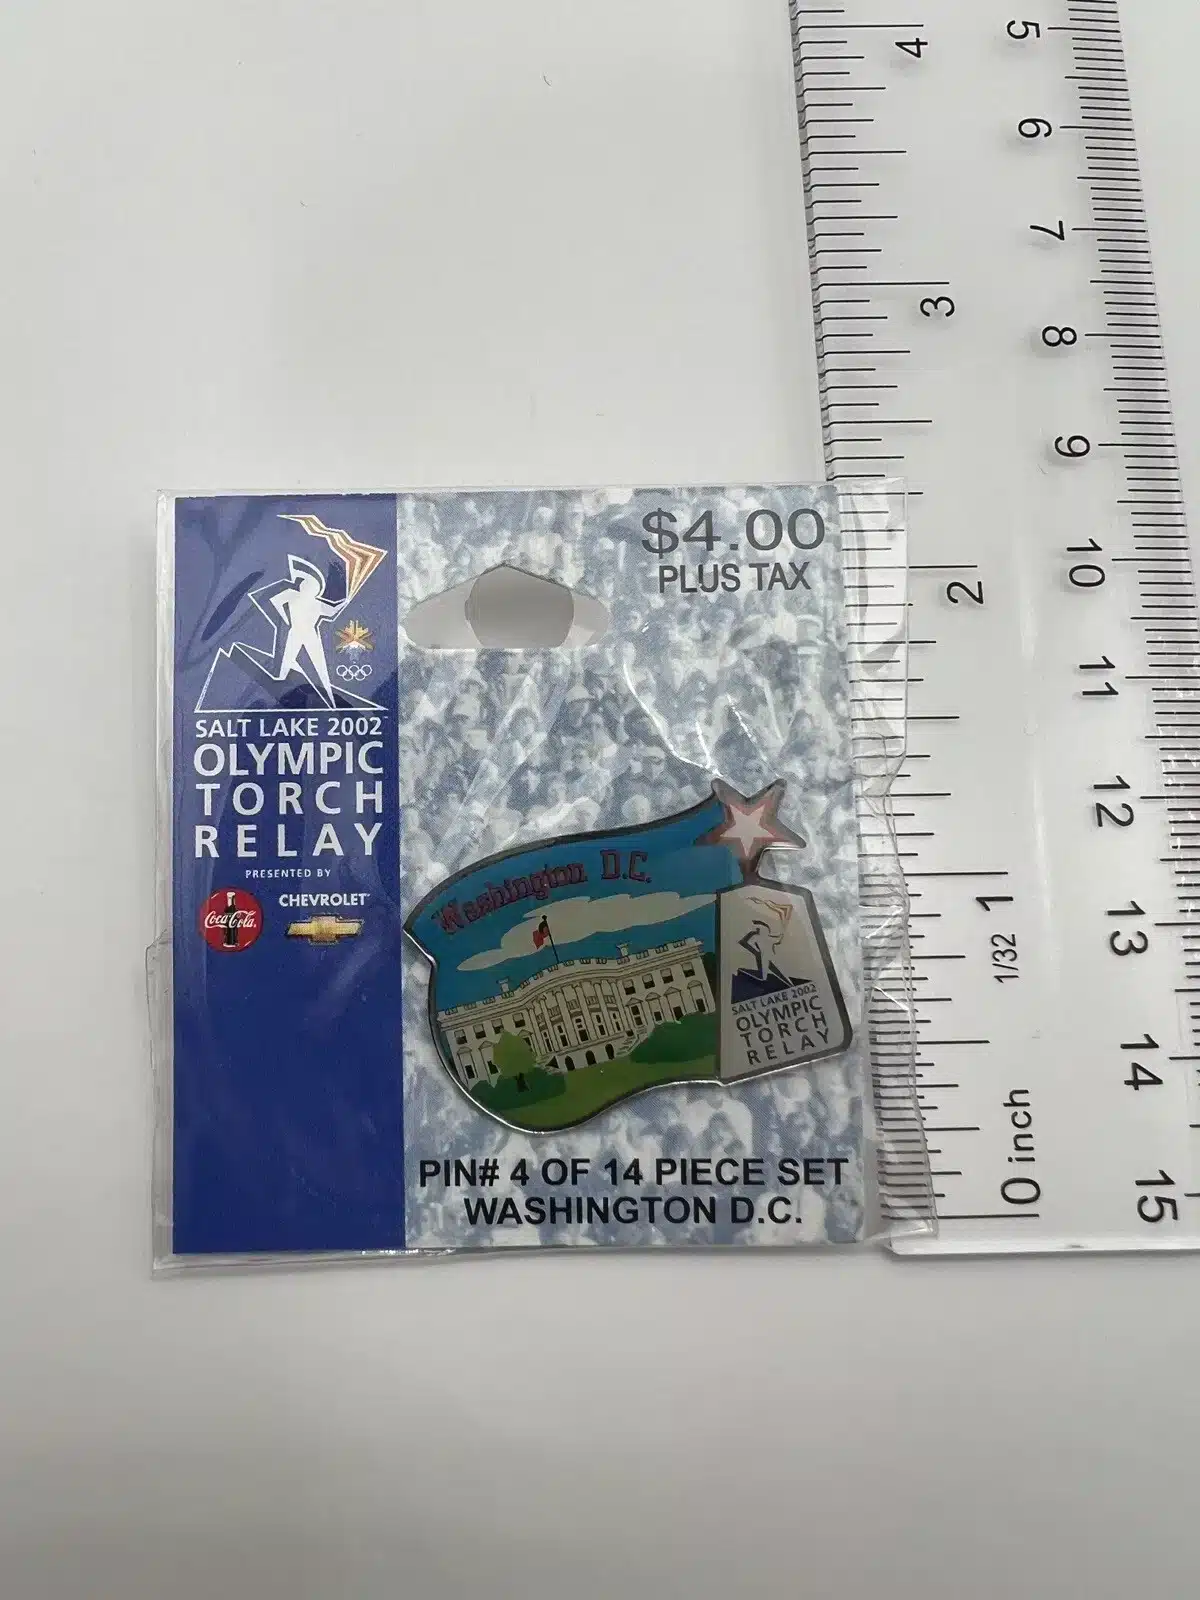 $4.00
PLUS TAX
SALT LAKE 2002™
OLYMPIC
TORCH
RELAY
PRESENTED BY
Coca-Cola
CHEVROLET™
Washington D.C.
SALT LAKE 2002
OLYMPIC
TORCH
RELAY
PIN# 4 OF 14 PIECE SET
WASHINGTON D.C.
4
3
2
1
1/32
0 inch
5
6
7
8
9
10
11
12
13
14
15